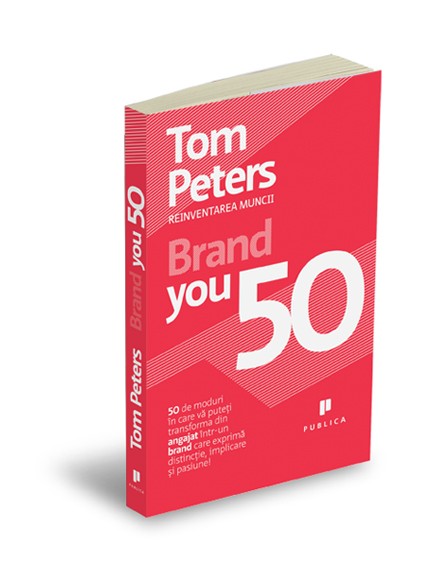 Tom
Peters
REINVENTAREA MUNCII
Brand
you 50
50 de moduri
în care vă puteți
transforma din
angajat într-un
brand care exprimă
distincție, implicare
și pasiune!
PUBLICA
Tom Peters Brand you 50
PUBLICA